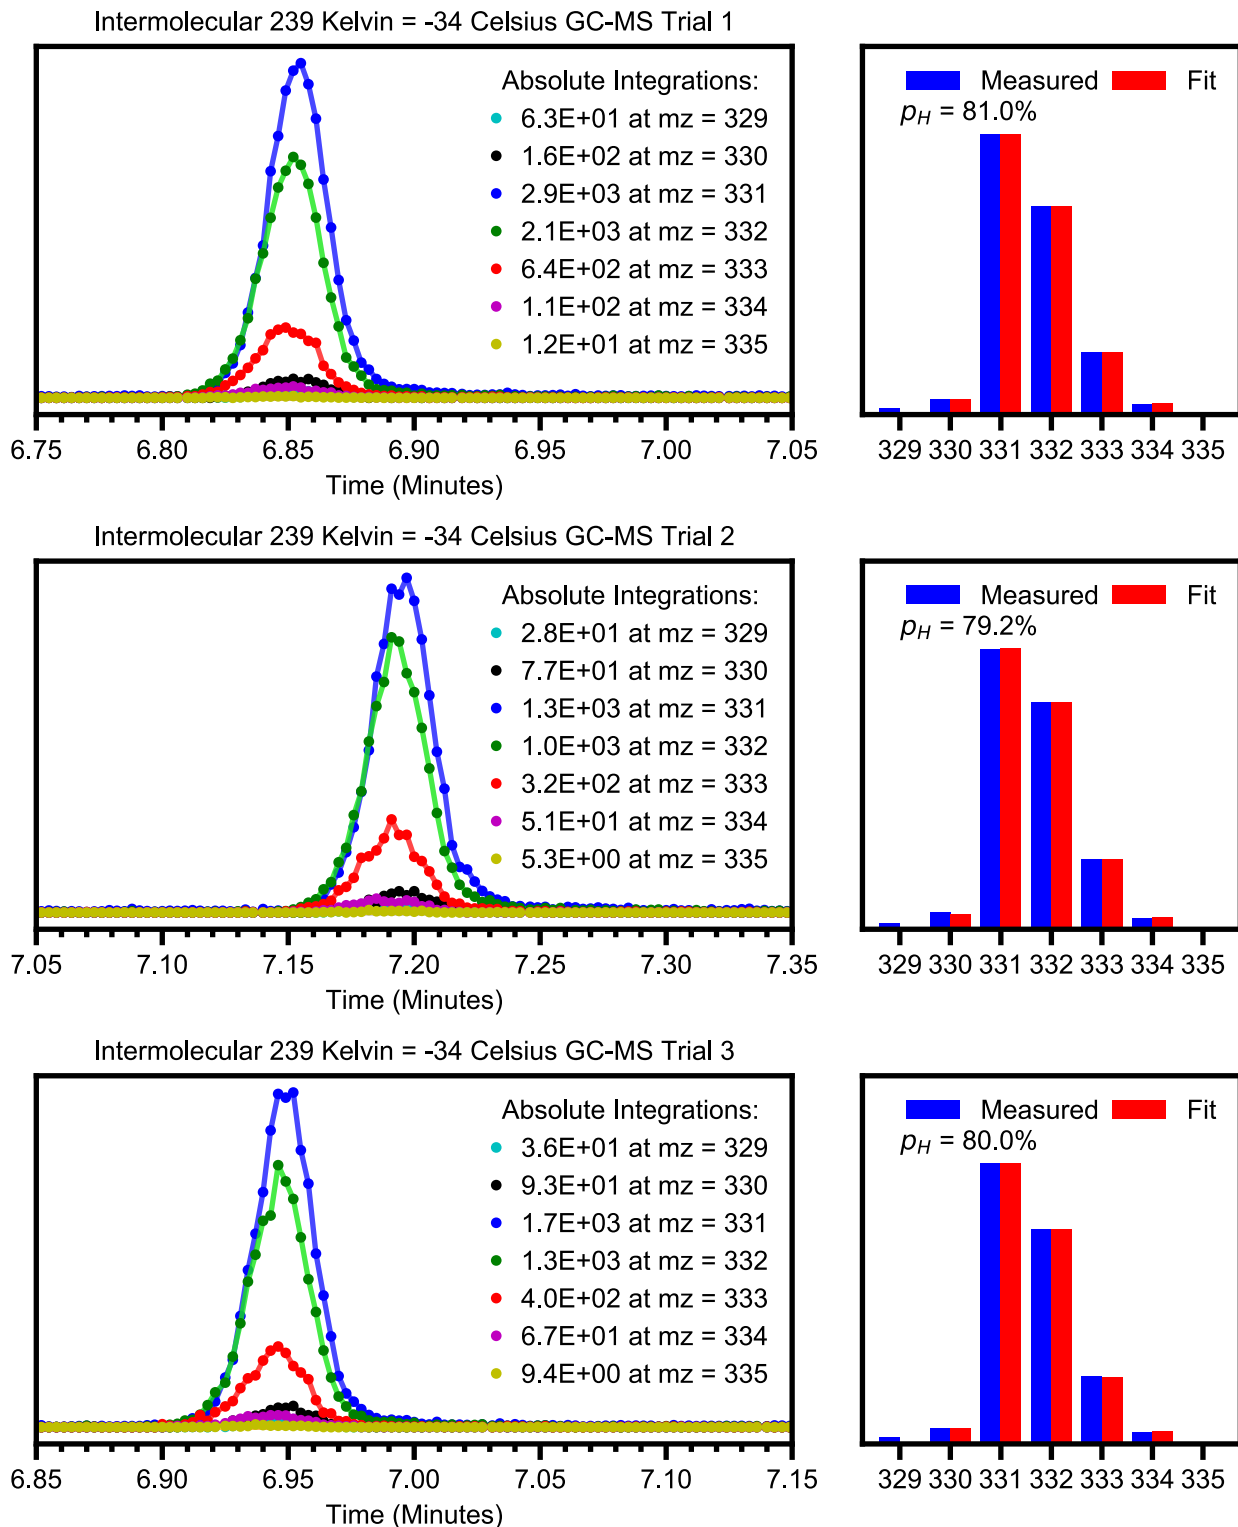 Intermolecular 239 Kelvin = -34 Celsius GC-MS Trial 1
Absolute Integrations:
6.3E+01 at mz = 329
1.6E+02 at mz = 330
2.9E+03 at mz = 331
2.1E+03 at mz = 332
6.4E+02 at mz = 333
1.1E+02 at mz = 334
1.2E+01 at mz = 335
6.75 6.80 6.85 6.90 6.95 7.00 7.05
Time (Minutes)
Measured Fit
pH = 81.0%
329 330 331 332 333 334 335
Intermolecular 239 Kelvin = -34 Celsius GC-MS Trial 2
Absolute Integrations:
2.8E+01 at mz = 329
7.7E+01 at mz = 330
1.3E+03 at mz = 331
1.0E+03 at mz = 332
3.2E+02 at mz = 333
5.1E+01 at mz = 334
5.3E+00 at mz = 335
7.05 7.10 7.15 7.20 7.25 7.30 7.35
Time (Minutes)
Measured Fit
pH = 79.2%
329 330 331 332 333 334 335
Intermolecular 239 Kelvin = -34 Celsius GC-MS Trial 3
Absolute Integrations:
3.6E+01 at mz = 329
9.3E+01 at mz = 330
1.7E+03 at mz = 331
1.3E+03 at mz = 332
4.0E+02 at mz = 333
6.7E+01 at mz = 334
9.4E+00 at mz = 335
6.85 6.90 6.95 7.00 7.05 7.10 7.15
Time (Minutes)
Measured Fit
pH = 80.0%
329 330 331 332 333 334 335